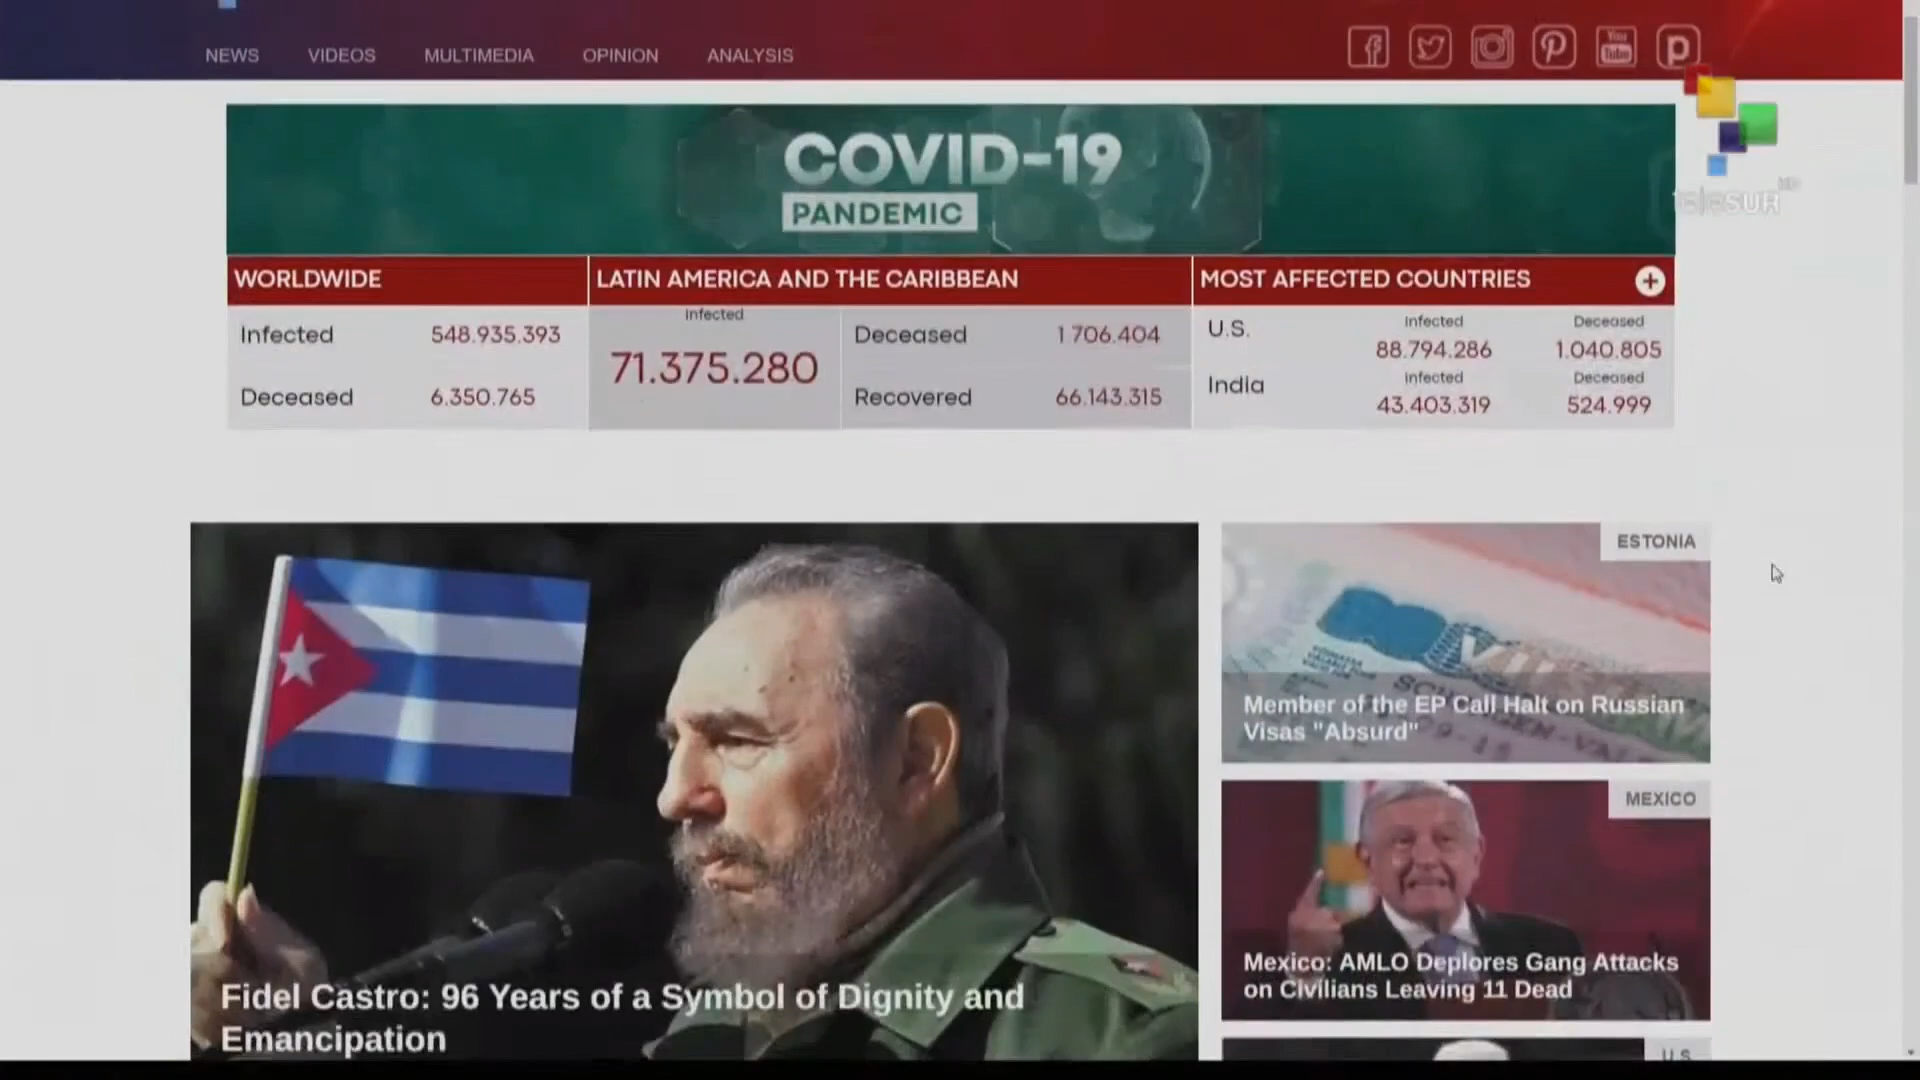 NEWS VIDEOS MULTIMEDIA OPINION ANALYSIS
You
Tube
teleSUR HD
COVID-19
PANDEMIC
WORLDWIDE
Infected 548.935.393
Deceased 6.350.765
LATIN AMERICA AND THE CARIBBEAN
Infected
71.375.280
Deceased 1 706.404
Recovered 66.143.315
MOST AFFECTED COUNTRIES
Infected Deceased
U.S. 88.794.286 1.040.805
Infected Deceased
India 43.403.319 524.999
Fidel Castro: 96 Years of a Symbol of Dignity and
Emancipation
ESTONIA
Member of the EP Call Halt on Russian
Visas "Absurd"
MEXICO
Mexico: AMLO Deplores Gang Attacks
on Civilians Leaving 11 Dead
U.S